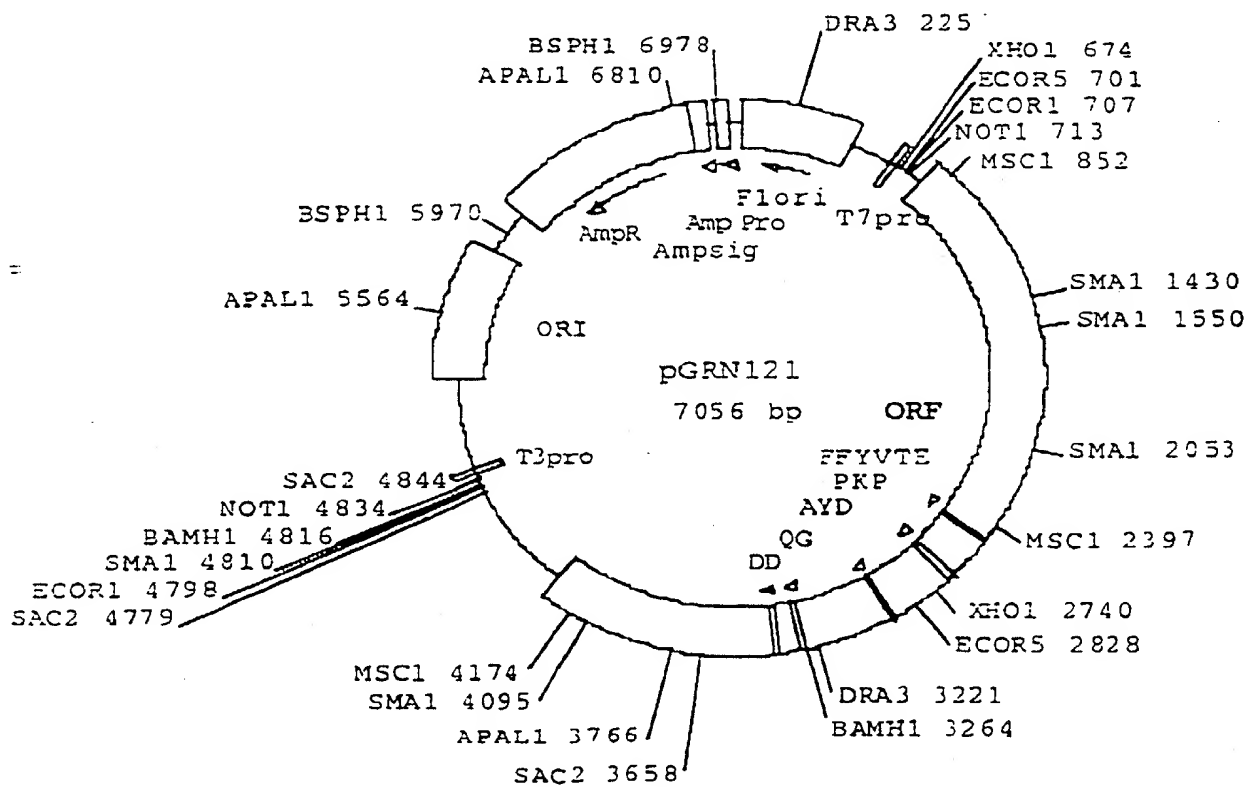 DRA3 225
BSPH1 6978
XHO1 674
APAL1 6810
ECOR5 701
ECOR1 707
NOT1 713
MSC1 852
F1ori
T7pro
BSPH1 5970
Amp Pro
AmpR
Ampsig
SMA1 1430
APAL1 5564
SMA1 1550
ORI
pGRN121
7056 bp
ORF
SMA1 2053
FFYVTE
T3pro
PKP
SAC2 4844
AYD
NOT1 4834
QG
MSC1 2397
BAMH1 4816
DD
SMA1 4810
ECOR1 4798
XHO1 2740
SAC2 4779
ECOR5 2828
MSC1 4174
DRA3 3221
SMA1 4095
BAMH1 3264
APAL1 3766
SAC2 3658